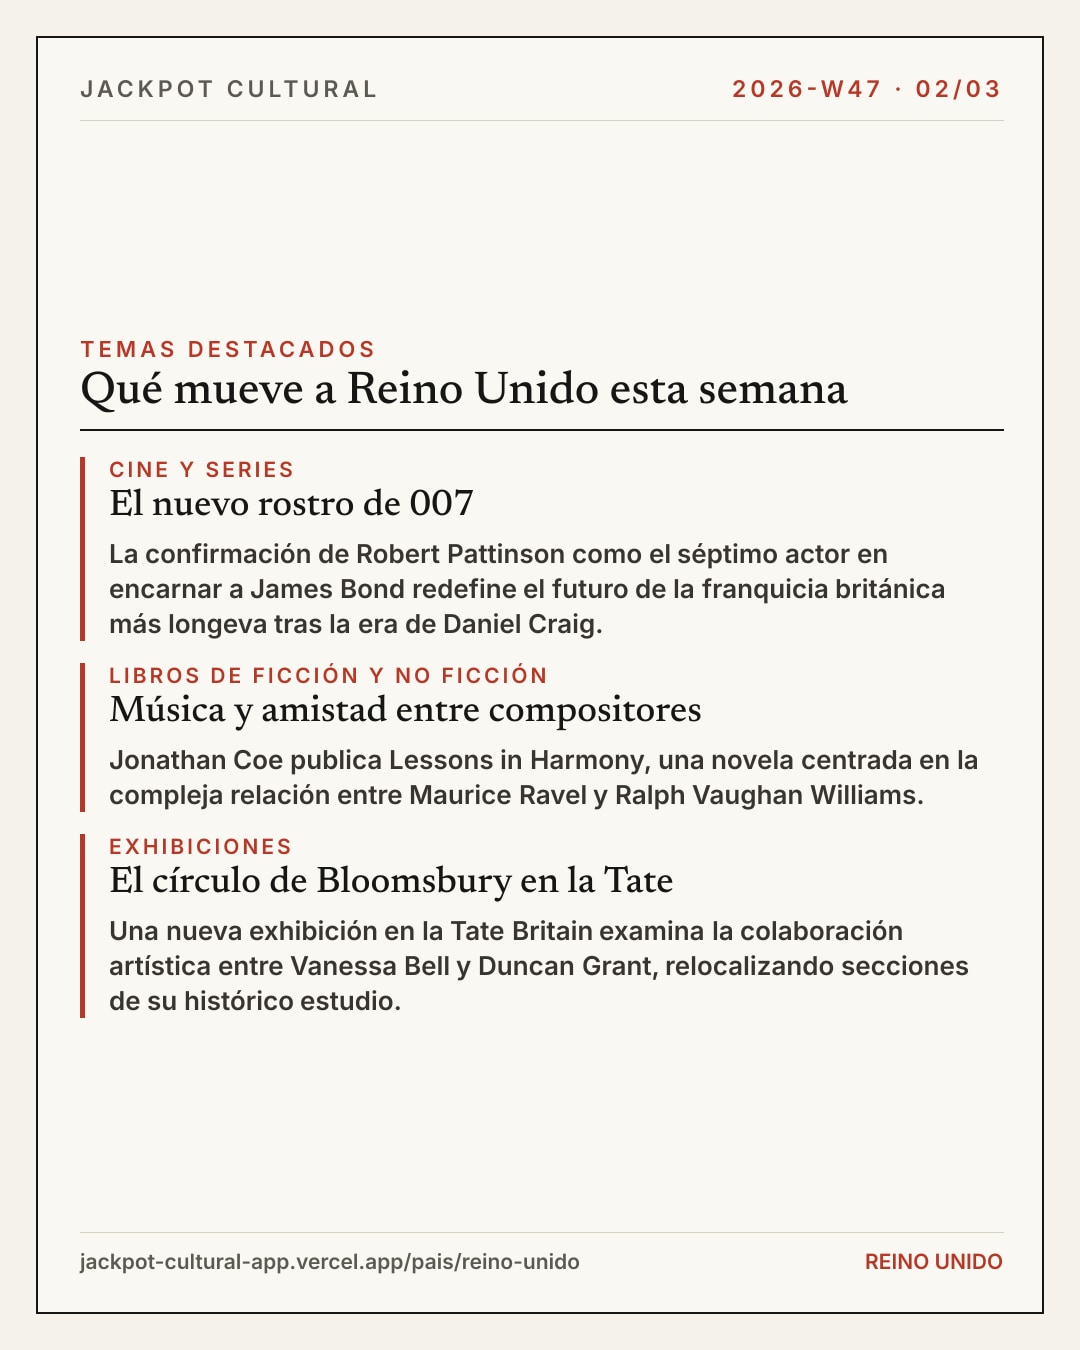 JACKPOT CULTURAL
2026-W47 · 02/03
TEMAS DESTACADOS
Qué mueve a Reino Unido esta semana
CINE Y SERIES
El nuevo rostro de 007
La confirmación de Robert Pattinson como el séptimo actor en
encarnar a James Bond redefine el futuro de la franquicia británica
más longeva tras la era de Daniel Craig.
LIBROS DE FICCIÓN Y NO FICCIÓN
Música y amistad entre compositores
Jonathan Coe publica Lessons in Harmony, una novela centrada en la
compleja relación entre Maurice Ravel y Ralph Vaughan Williams.
EXHIBICIONES
El círculo de Bloomsbury en la Tate
Una nueva exhibición en la Tate Britain examina la colaboración
artística entre Vanessa Bell y Duncan Grant, relocalizando secciones
de su histórico estudio.
jackpot-cultural-app.vercel.app/pais/reino-unido
REINO UNIDO